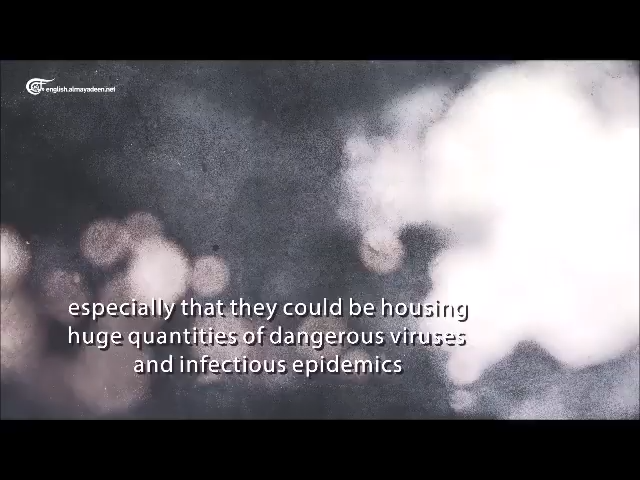 english.almayadeen.net
especially that they could be housing
huge quantities of dangerous viruses
and infectious epidemics